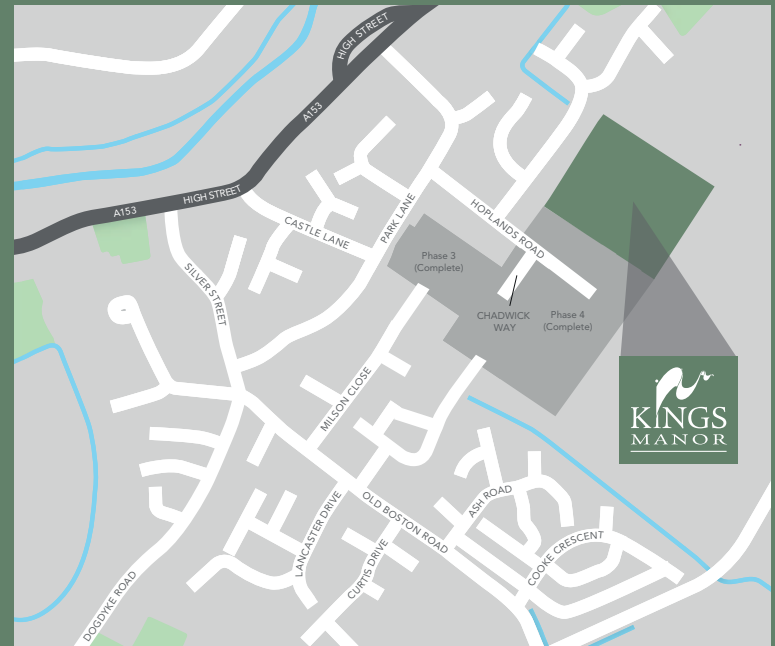 HIGH STREET
A153
HIGH STREET
A153
HOPLANDS ROAD
PARK LANE
CASTLE LANE
Phase 3
(Complete)
SILVER STREET
CHADWICK
WAY
Phase 4
(Complete)
MILSON CLOSE
KINGS
MANOR
ASH ROAD
OLD BOSTON ROAD
LANCASTER DRIVE
CURTIS DRIVE
COOKE CRESCENT
DOGDYKE ROAD